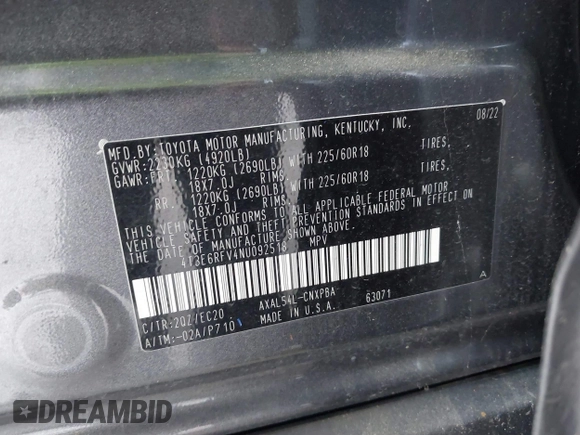 MFD.BY:TOYOTA MOTOR MANUFACTURING, KENTUCKY, INC. 08/22
GVWR:2230KG (4920LB)
GAWR:FRT. 1220KG (2690LB) WITH 225/60R18 TIRES,
18X7.0J RIMS,
RR. 1220KG (2690LB) WITH 225/60R18 TIRES,
18X7.0J RIMS,
THIS VEHICLE CONFORMS TO ALL APPLICABLE FEDERAL MOTOR
VEHICLE SAFETY AND THEFT PREVENTION STANDARDS IN EFFECT
ON THE DATE OF MANUFACTURE SHOWN ABOVE.
4T3E6RFV4NU092518 MPV
C/TR:202/EC20 AXAL54L-CNXPBA 63071 A
A/TM:-02A/P710 MADE IN U.S.A.
DREAMBID